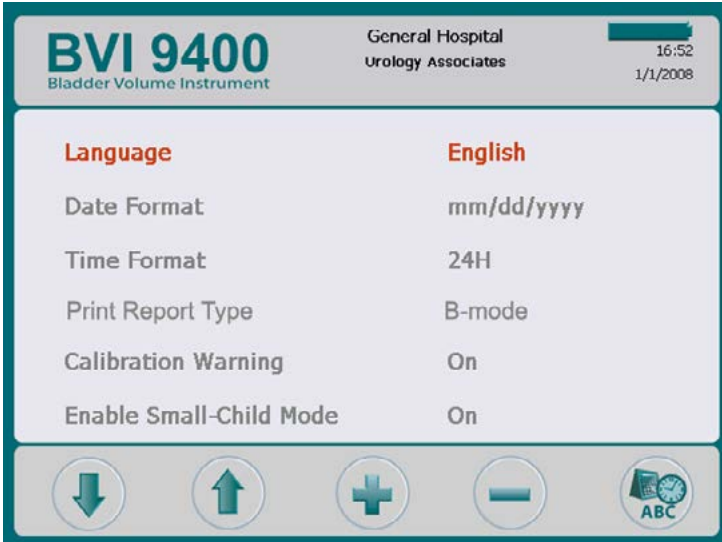 BVI 9400
Bladder Volume Instrument
General Hospital
Urology Associates
16:52
1/1/2008
Language English
Date Format mm/dd/yyyy
Time Format 24H
Print Report Type B-mode
Calibration Warning On
Enable Small-Child Mode On
ABC